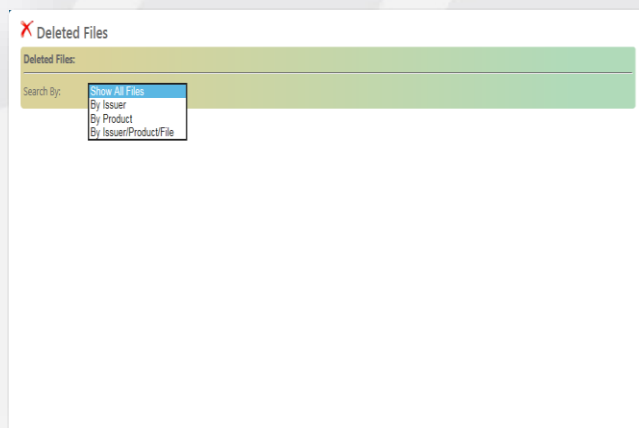 Deleted Files
Deleted Files:
Search By:
Show All Files
By Issuer
By Product
By Issuer/Product/File